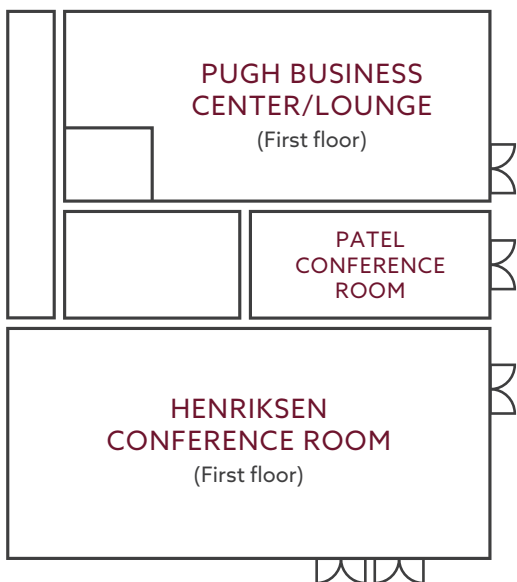 PUGH BUSINESS
CENTER/LOUNGE
(First floor)
PATEL
CONFERENCE
ROOM
HENRIKSEN
CONFERENCE ROOM
(First floor)